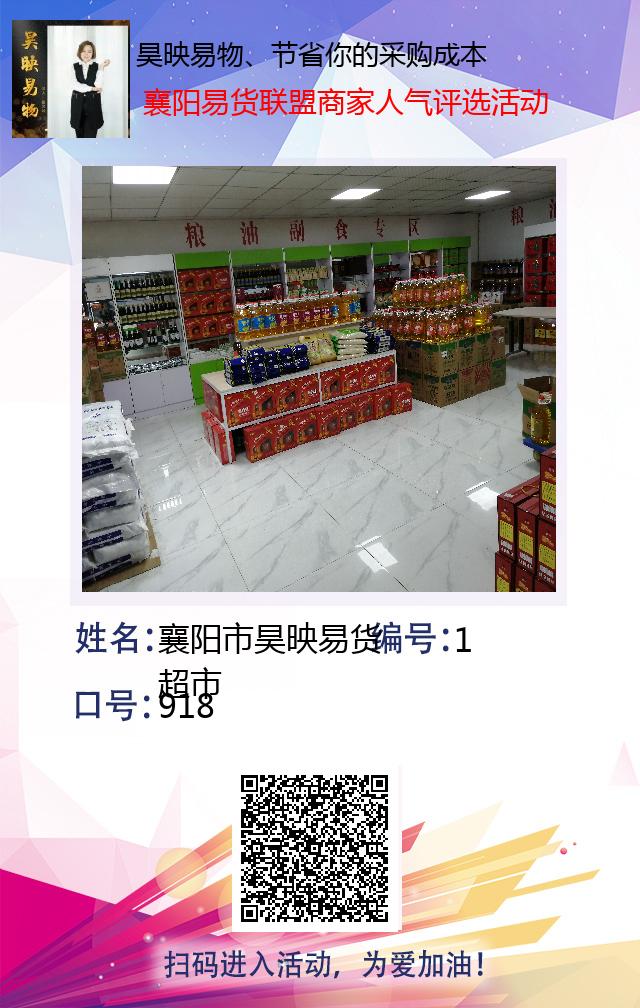 昊映易物
昊映易物、节省你的采购成本
襄阳易货联盟商家人气评选活动
粮油副食专区
粮
姓名:襄阳市昊映易货超市
编号:1
口号:918
扫码进入活动，为爱加油!